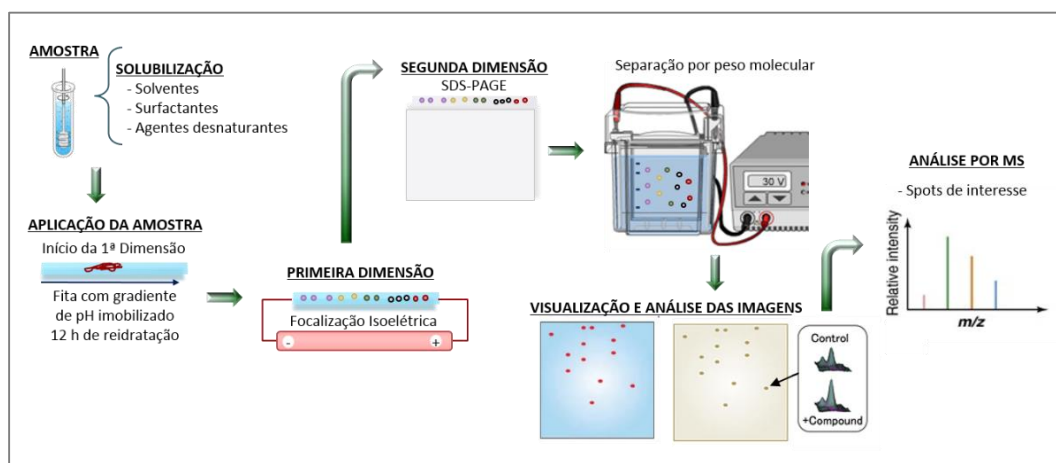 AMOSTRA
SOLUBILIZAÇÃO
- Solventes
- Surfactantes
- Agentes desnaturantes
APLICAÇÃO DA AMOSTRA
Início da 1ª Dimensão
Fita com gradiente
de pH imobilizado
12 h de reidratação
PRIMEIRA DIMENSÃO
Focalização Isoelétrica
-
+
SEGUNDA DIMENSÃO
SDS-PAGE
Separação por peso molecular
30 V
VISUALIZAÇÃO E ANÁLISE DAS IMAGENS
Control
+Compound
ANÁLISE POR MS
- Spots de interesse
Relative intensity
m/z